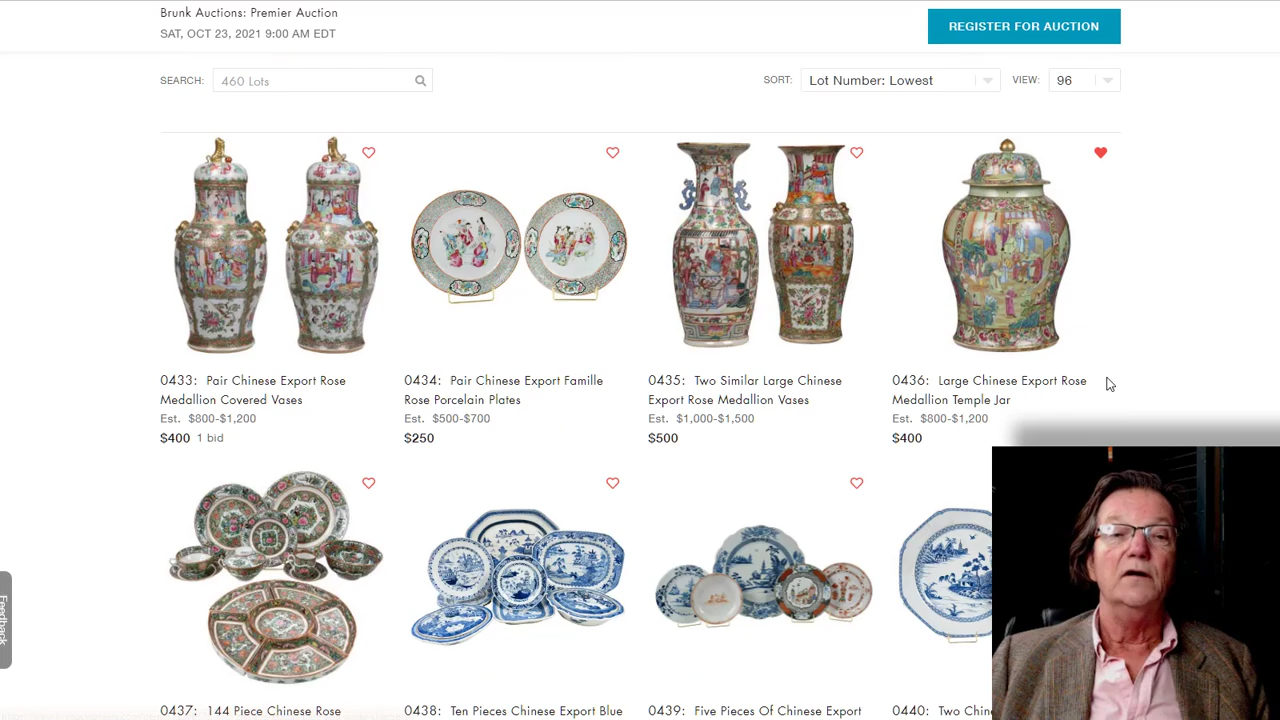 Brunk Auctions: Premier Auction
SAT, OCT 23, 2021 9:00 AM EDT
REGISTER FOR AUCTION
SEARCH: 460 Lots
SORT: Lot Number: Lowest VIEW: 96
0433: Pair Chinese Export Rose
Medallion Covered Vases
Est. $800-$1,200
$400 1 bid
0434: Pair Chinese Export Famille
Rose Porcelain Plates
Est. $500-$700
$250
0435: Two Similar Large Chinese
Export Rose Medallion Vases
Est. $1,000-$1,500
$500
0436: Large Chinese Export Rose
Medallion Temple Jar
Est. $800-$1,200
$400
Feedback
0437: 144 Piece Chinese Rose
0438: Ten Pieces Chinese Export Blue
0439: Five Pieces Of Chinese Export
0440: Two Chin